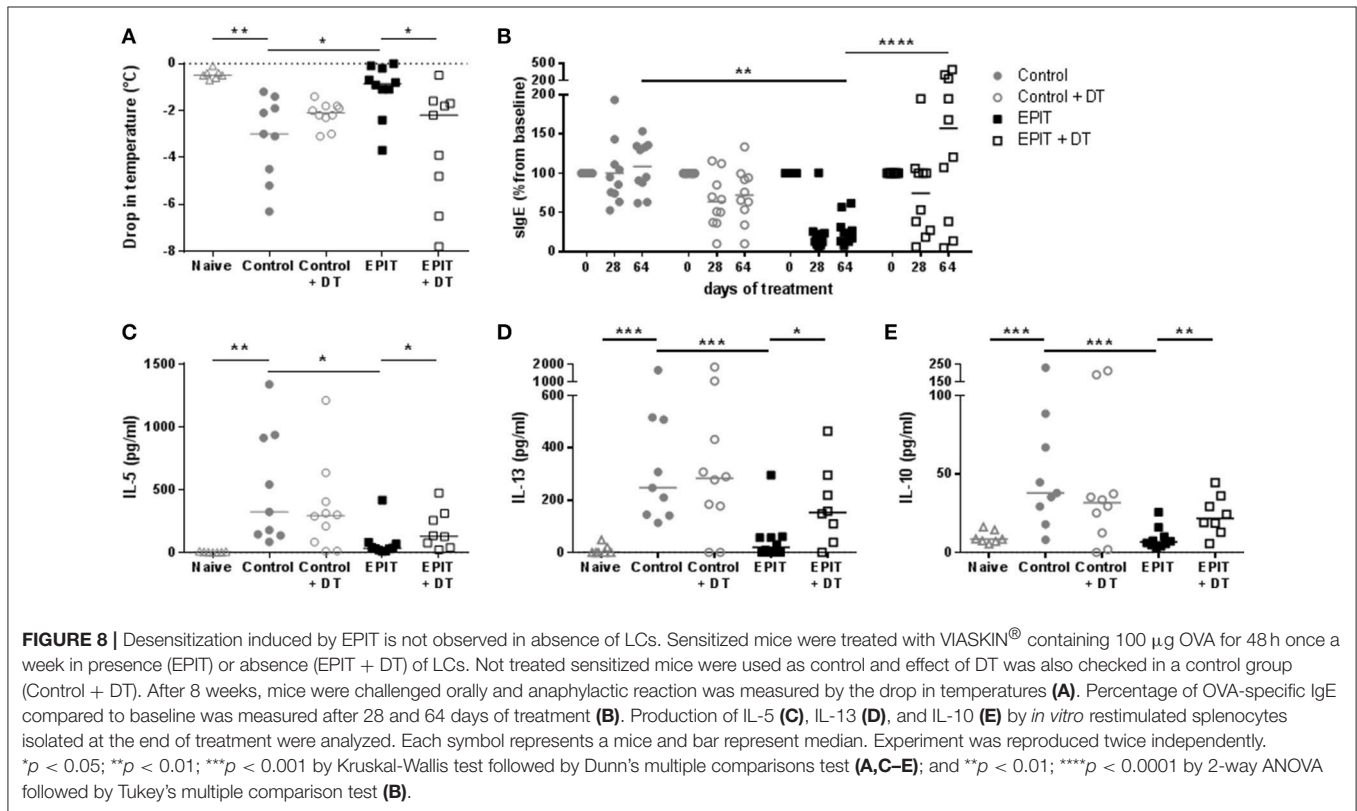 A
** * *
Drop in temperature (°C)
0
-2
-4
-6
-8
Naive Control Control + DT EPIT EPIT + DT
B
****
**
sIgE (% from baseline)
500
200
150
100
50
0
0 28 64 0 28 64 0 28 64 0 28 64
days of treatment
Control
Control + DT
EPIT
EPIT + DT
C
** * *
IL-5 (pg/ml)
1500
1000
500
0
Naive Control Control + DT EPIT EPIT + DT
D
*** *** *
IL-13 (pg/ml)
2000
1000
600
400
200
0
Naive Control Control + DT EPIT EPIT + DT
E
*** *** **
IL-10 (pg/ml)
250
150
100
50
0
Naive Control Control + DT EPIT EPIT + DT
FIGURE 8 | Desensitization induced by EPIT is not observed in absence of LCs. Sensitized mice were treated with VIASKIN® containing 100 μg OVA for 48 h once a
week in presence (EPIT) or absence (EPIT + DT) of LCs. Not treated sensitized mice were used as control and effect of DT was also checked in a control group
(Control + DT). After 8 weeks, mice were challenged orally and anaphylactic reaction was measured by the drop in temperatures (A). Percentage of OVA-specific IgE
compared to baseline was measured after 28 and 64 days of treatment (B). Production of IL-5 (C), IL-13 (D), and IL-10 (E) by in vitro restimulated splenocytes
isolated at the end of treatment were analyzed. Each symbol represents a mice and bar represent median. Experiment was reproduced twice independently.
*p < 0.05; **p < 0.01; ***p < 0.001 by Kruskal-Wallis test followed by Dunn's multiple comparisons test (A,C–E); and **p < 0.01; ****p < 0.0001 by 2-way ANOVA
followed by Tukey's multiple comparison test (B).